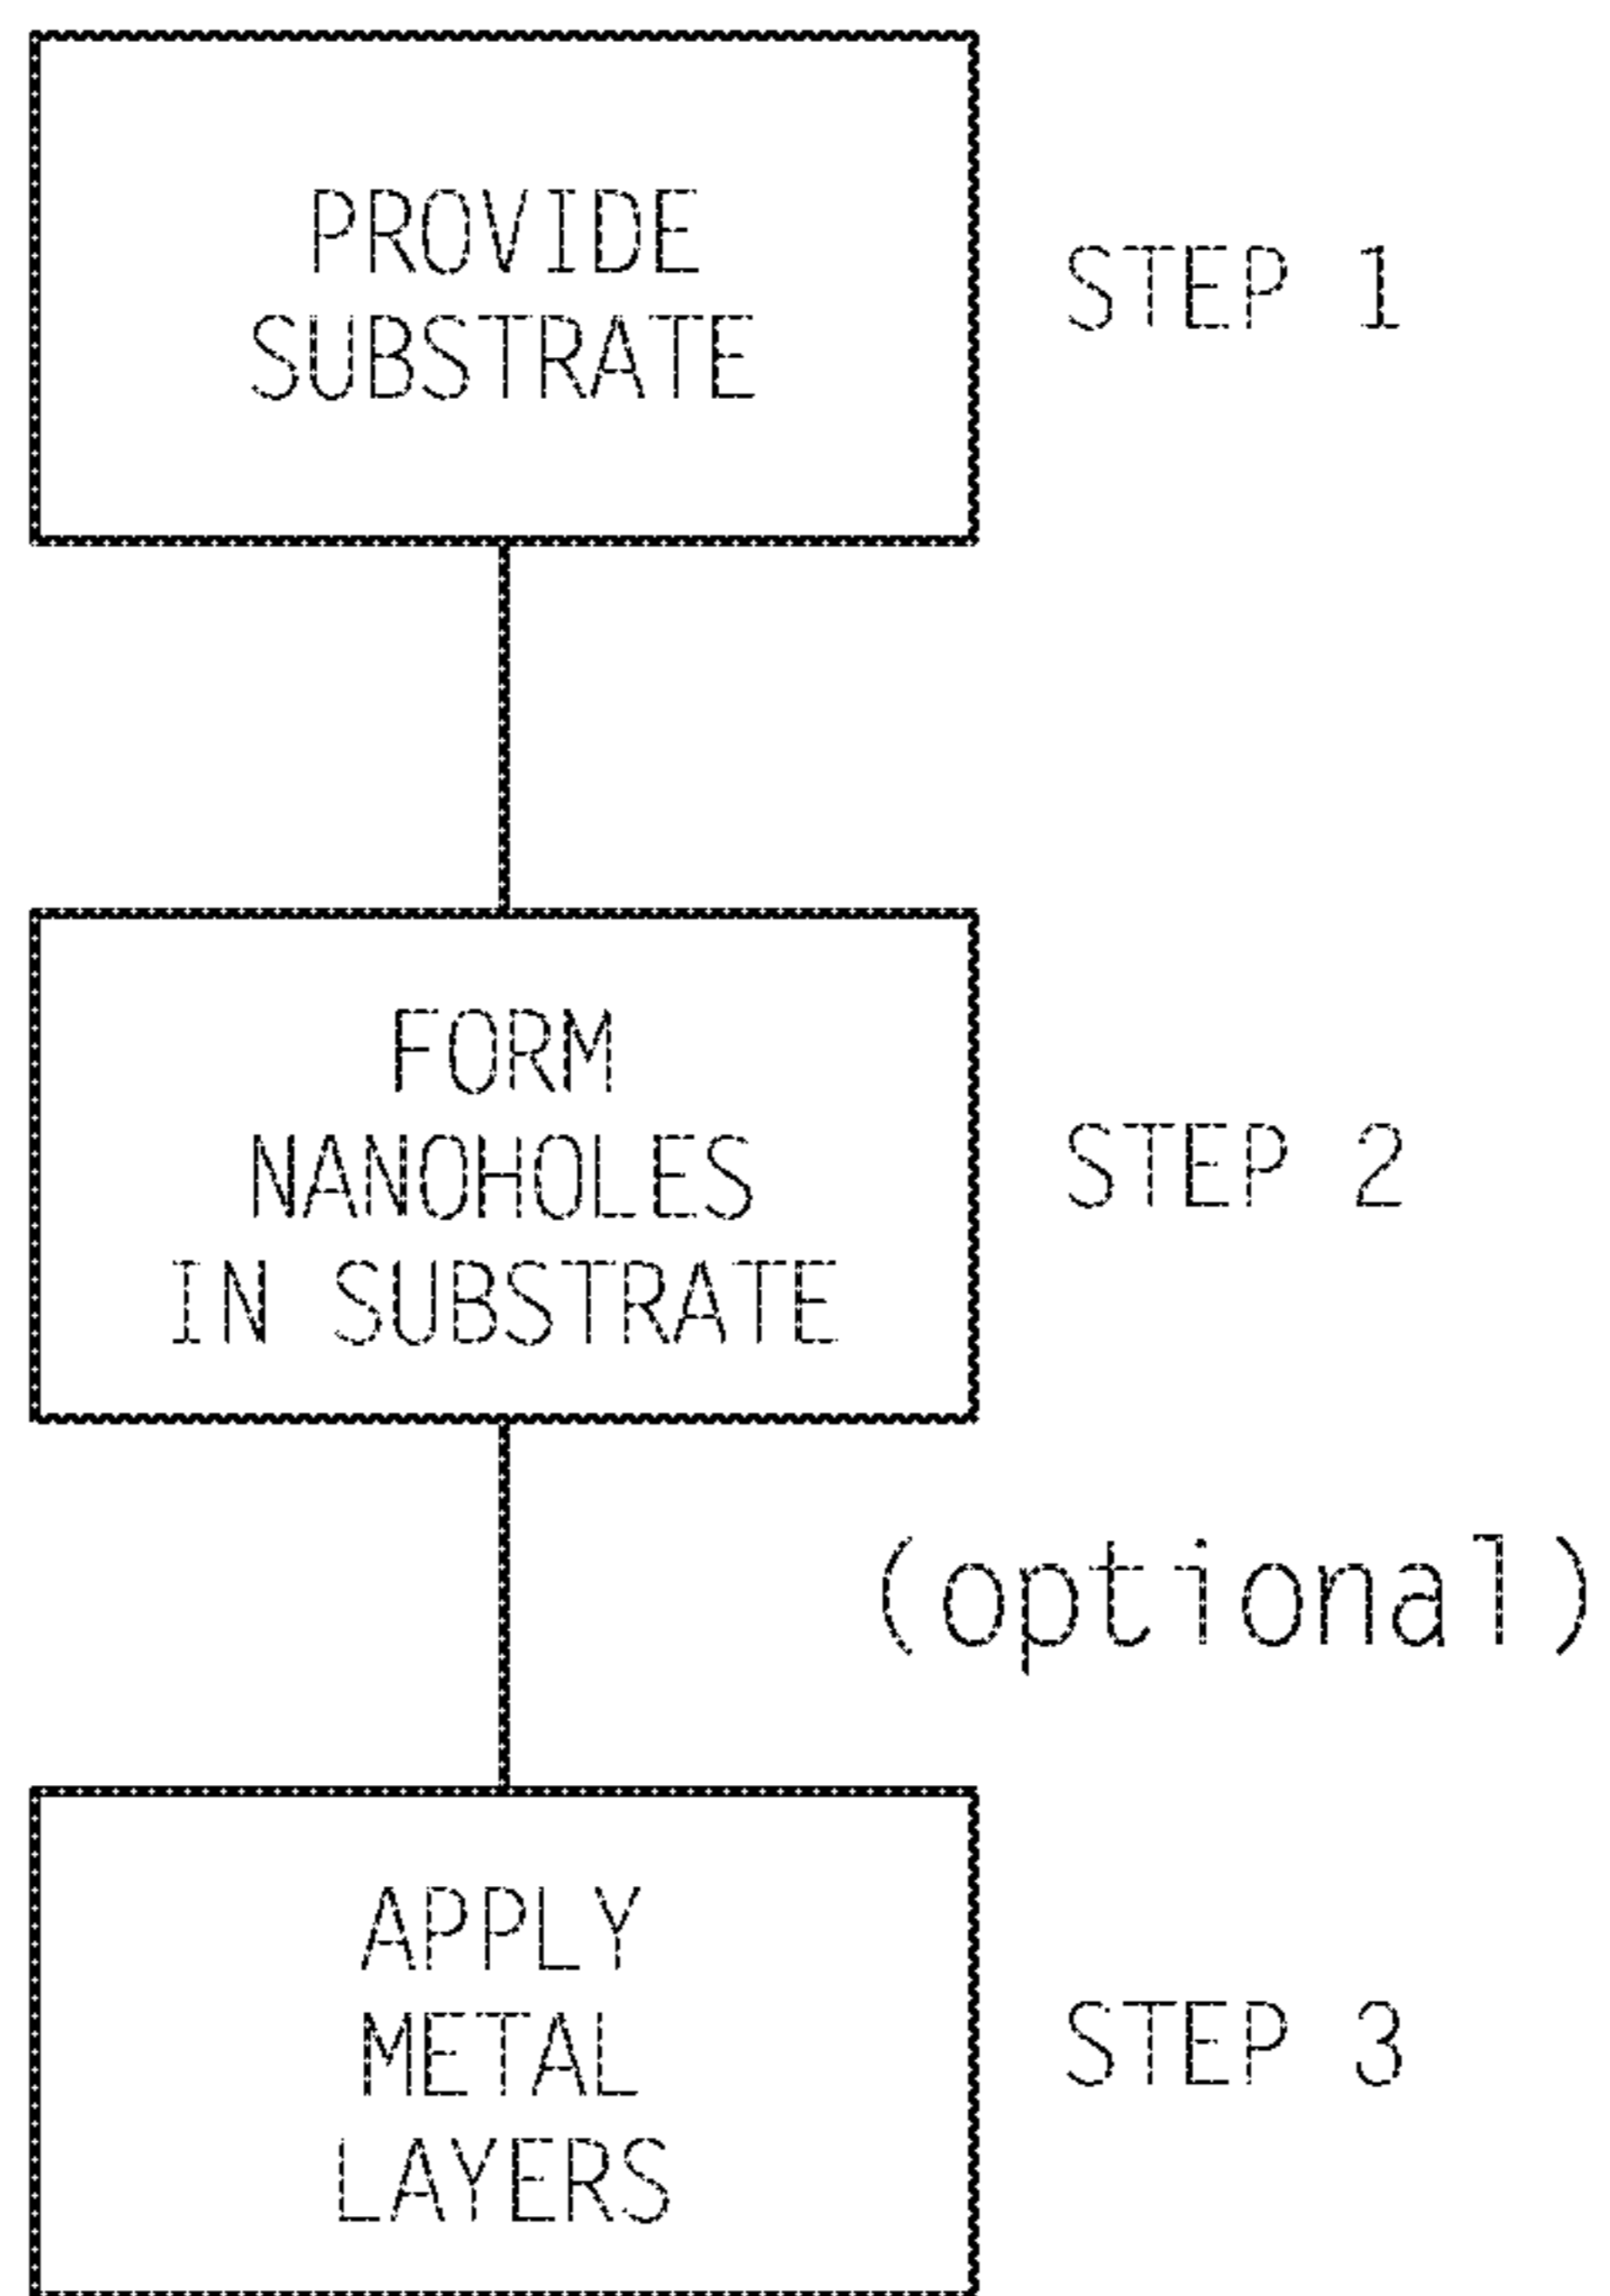 PROVIDE
SUBSTRATE
STEP 1
FORM
NANOHOLES
IN SUBSTRATE
STEP 2
(optional)
APPLY
METAL
LAYERS
STEP 3